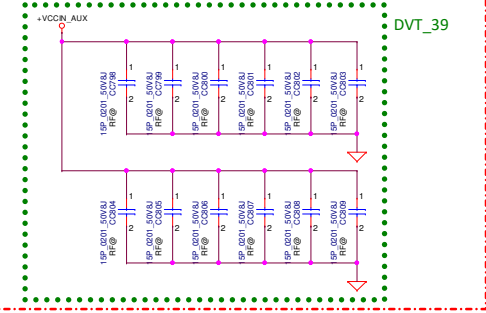 +VCCIN_AUX
DVT_39
1
1
1
1
1
1
15P_0201_50V8J
CC798
RF@
15P_0201_50V8J
CC799
RF@
15P_0201_50V8J
CC800
RF@
15P_0201_50V8J
CC801
RF@
15P_0201_50V8J
CC802
RF@
15P_0201_50V8J
CC803
RF@
2
2
2
2
2
2
1
1
1
1
1
1
15P_0201_50V8J
CC804
RF@
15P_0201_50V8J
CC805
RF@
15P_0201_50V8J
CC806
RF@
15P_0201_50V8J
CC807
RF@
15P_0201_50V8J
CC808
RF@
15P_0201_50V8J
CC809
RF@
2
2
2
2
2
2